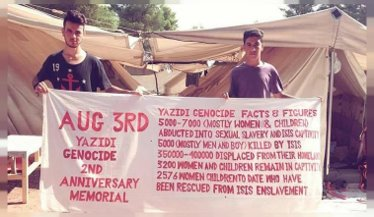 19
AUG 3RD
YAZIDI
GENOCIDE
2ND
ANNIVERSARY
MEMORIAL
YAZIDI GENOCIDE FACTS & FIGURES
5000-7000 (MOSTLY WOMEN & CHILDREN)
ABDUCTED INTO SEXUAL SLAVERY AND ISIS CAPTIVITY
5000 (MOSTLY MEN AND BOY) KILLED BY ISIS
350000-400000 DISPLACED FROM THEIR HOMELAND
3200 WOMEN AND CHILDREN REMAIN IN CAPTIVITY
2576 WOMEN CHILDREN TO DATE WHO HAVE
BEEN RESCUED FROM ISIS ENSLAVEMENT